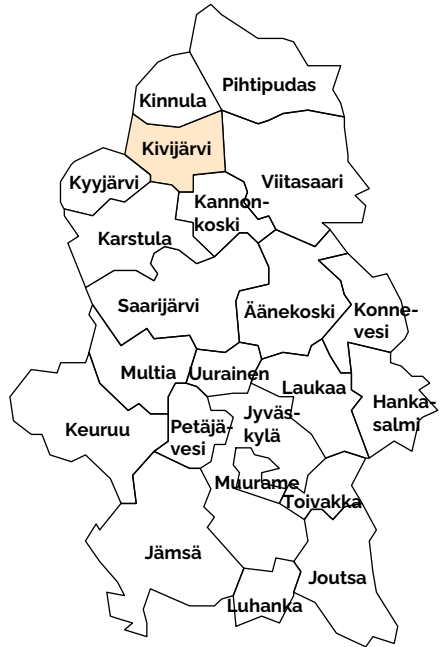 Pihtipudas
Kinnula
Kivijärvi
Kyyjärvi
Viitasaari
Kannon-
koski
Karstula
Saarijärvi
Äänekoski
Konne-
vesi
Multia
Uurainen
Laukaa
Hanka-
salmi
Keuruu
Petäjä-
vesi
Jyväs-
kylä
Muurame
Toivakka
Jämsä
Joutsa
Luhanka